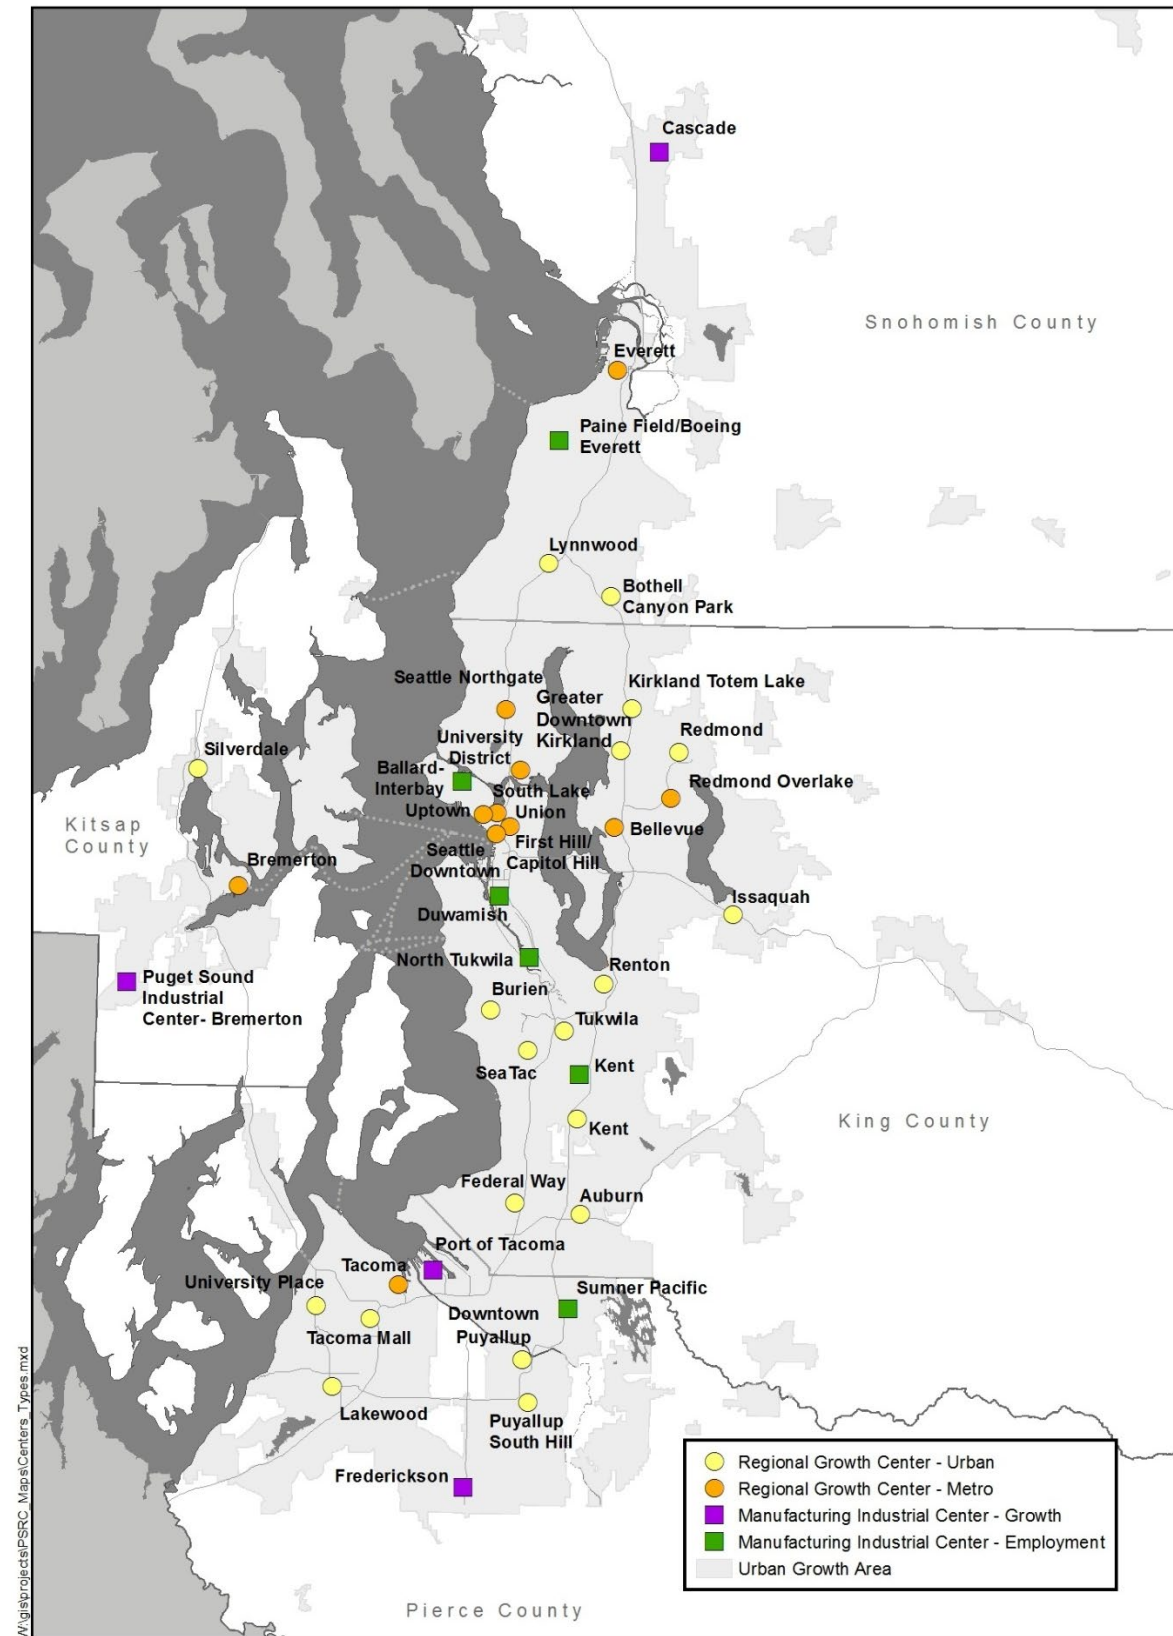 Cascade
Snohomish County
Everett
Paine Field/Boeing
Everett
Lynnwood
Bothell
Canyon Park
Seattle Northgate
Kirkland Totem Lake
Greater
Downtown
Kirkland
Redmond
University
District
Silverdale
Ballard-
Interbay
Redmond Overlake
South Lake
Union
Uptown
Kitsap
County
Bellevue
First Hill/
Capitol Hill
Seattle
Downtown
Bremerton
Issaquah
Duwamish
North Tukwila
Renton
Puget Sound
Industrial
Center- Bremerton
Burien
Tukwila
SeaTac
Kent
King County
Kent
Federal Way
Auburn
Port of Tacoma
Tacoma
University Place
Sumner Pacific
Downtown
Puyallup
Tacoma Mall
Lakewood
Puyallup
South Hill
Frederickson
Regional Growth Center - Urban
Regional Growth Center - Metro
Manufacturing Industrial Center - Growth
Manufacturing Industrial Center - Employment
Urban Growth Area
Pierce County
W:\gis\projects\PSRC_Maps\Centers_Types.mxd